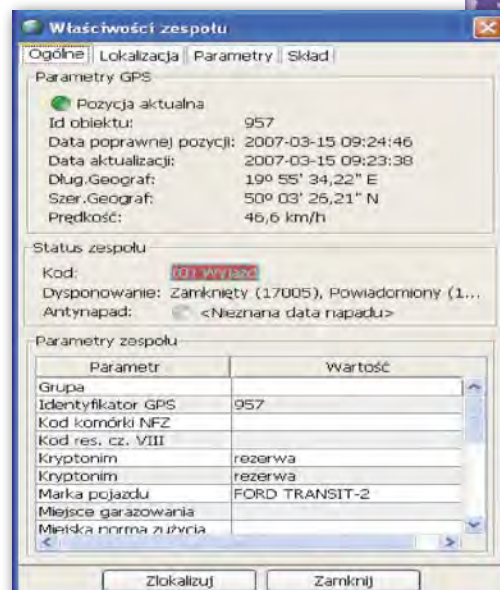 Właściwości zespołu
Ogólne Lokalizacja Parametry Skład
Parametry GPS
Pozycja aktualna
Id obiektu: 957
Data poprawnej pozycji: 2007-03-15 09:24:46
Data aktualizacji: 2007-03-15 09:23:38
Dług.Geograf: 19º 55' 34,22" E
Szer.Geograf: 50º 03' 26,21" N
Prędkość: 46,6 km/h
Status zespołu
Kod: Wyjazd
Dysponowanie: Zamknięty (17005), Powiadomiony (1...
Antynapad: <Nieznana data napadu>
Parametry zespołu
Parametr Wartość
Grupa
Identyfikator GPS 957
Kod komórki NFZ
Kod res. cz. VIII
Kryptonim rezerwa
Kryptonim rezerwa
Marka pojazdu FORD TRANSIT-2
Miejsce garażowania
Miejska norma zużycia
Zlokalizuj Zamknij